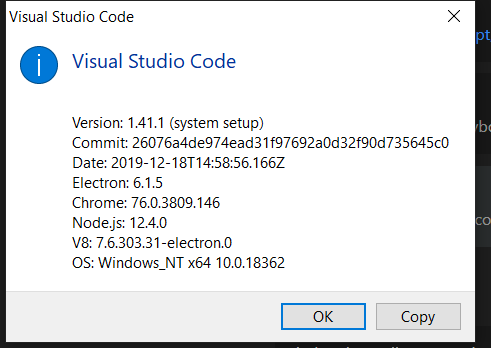 Visual Studio Code
Visual Studio Code
Version: 1.41.1 (system setup)
Commit: 26076a4de974ead31f97692a0d32f90d735645c0
Date: 2019-12-18T14:58:56.166Z
Electron: 6.1.5
Chrome: 76.0.3809.146
Node.js: 12.4.0
V8: 7.6.303.31-electron.0
OS: Windows_NT x64 10.0.18362
OK
Copy